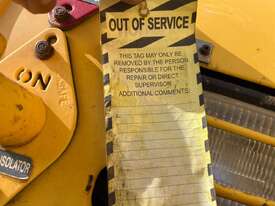 OUT OF SERVICE
THIS TAG MAY ONLY BE
REMOVED BY THE PERSON
RESPONSIBLE FOR THE
REPAIR OR DIRECT
SUPERVISOR
ADDITIONAL COMMENTS:
ON
ISOLATOR